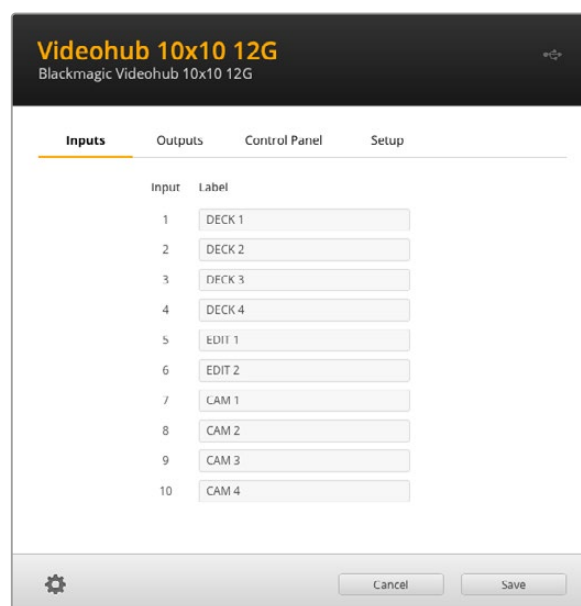 Videohub 10x10 12G
Blackmagic Videohub 10x10 12G
Inputs Outputs Control Panel Setup
Input Label
1 DECK 1
2 DECK 2
3 DECK 3
4 DECK 4
5 EDIT 1
6 EDIT 2
7 CAM 1
8 CAM 2
9 CAM 3
10 CAM 4
Cancel Save